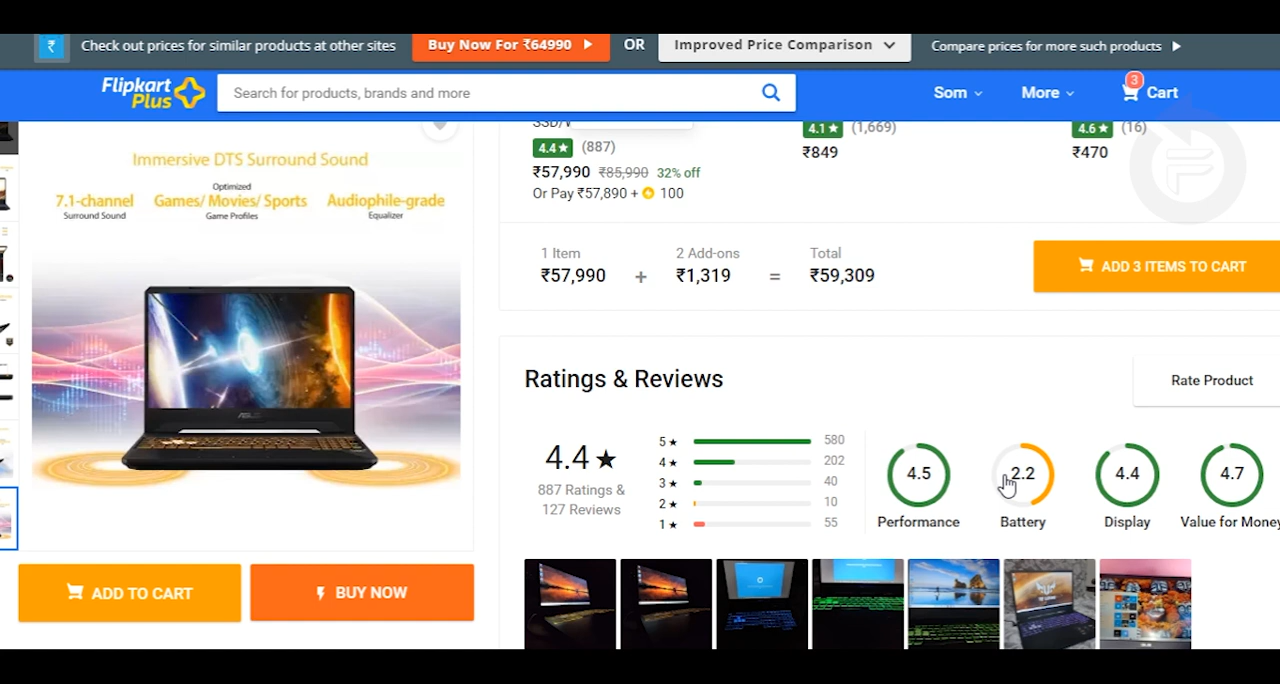 ₹ Check out prices for similar products at other sites Buy Now For ₹64990 OR Improved Price Comparison Compare prices for more such products
Flipkart
Plus
Search for products, brands and more
Som
More
3
Cart
4.4★ (887)
₹57,990 ₹85,990 32% off
Or Pay ₹57,890 + 100
4.1★ (1,669)
₹849
4.6★ (16)
₹470
Immersive DTS Surround Sound
7.1-channel
Surround Sound
Optimized
Games/ Movies/ Sports
Game Profiles
Audiophile-grade
Equalizer
ASUS
1 Item
₹57,990
+
2 Add-ons
₹1,319
=
Total
₹59,309
ADD 3 ITEMS TO CART
Ratings & Reviews
Rate Product
4.4★
887 Ratings &
127 Reviews
5★ 580
4★ 202
3★ 40
2★ 10
1★ 55
4.5
Performance
2.2
Battery
4.4
Display
4.7
Value for Money
ADD TO CART
BUY NOW